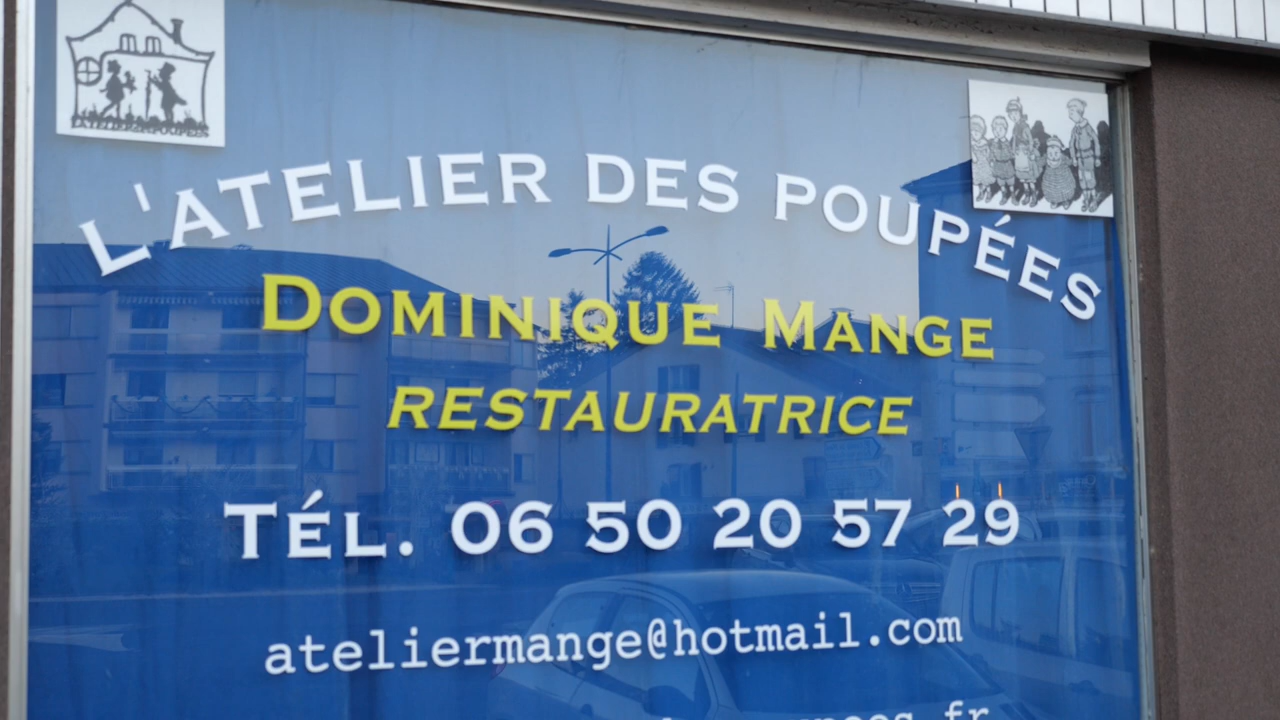 L'ATELIER DES POUPÉES
DOMINIQUE MANGE
RESTAURATRICE
TÉL. 06 50 20 57 29
ateliermange@hotmail.com